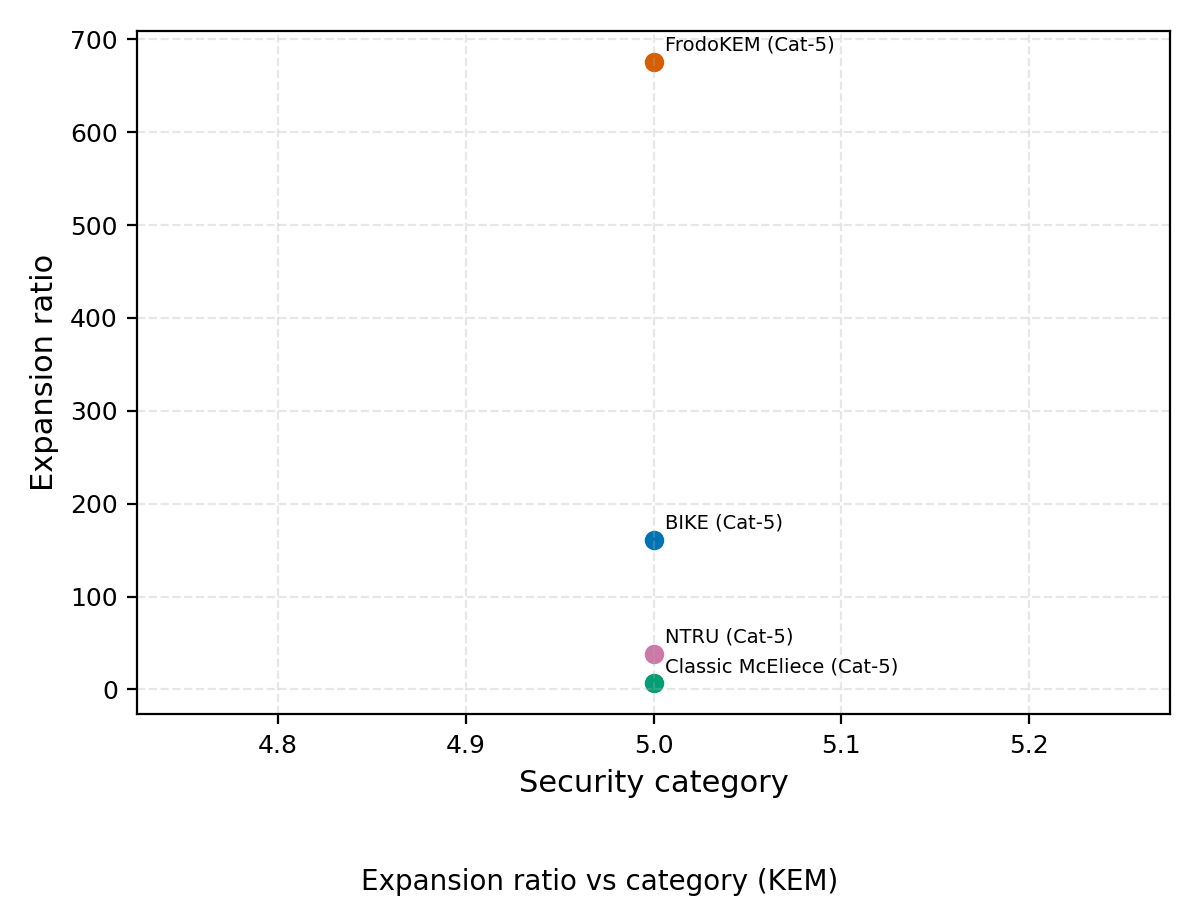 700
600
500
400
300
200
100
0
Expansion ratio
FrodoKEM (Cat-5)
BIKE (Cat-5)
NTRU (Cat-5)
Classic McEliece (Cat-5)
4.8 4.9 5.0 5.1 5.2
Security category
Expansion ratio vs category (KEM)